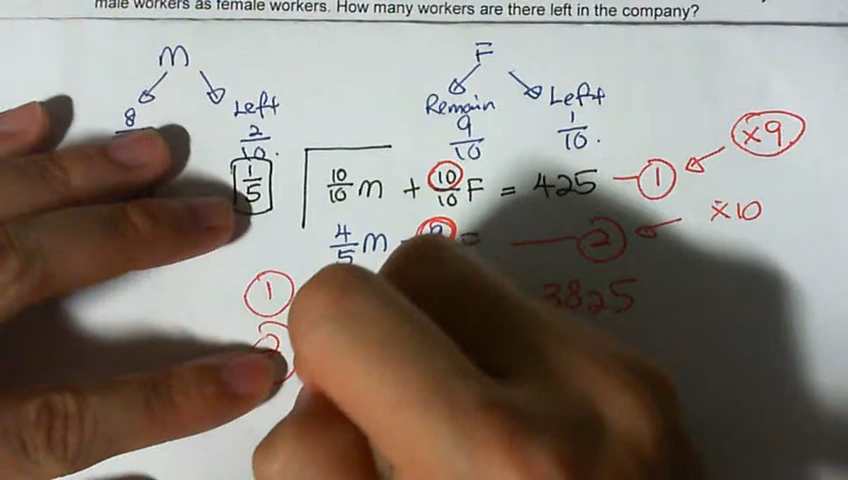 male workers as female workers. How many workers are there left in the company?
M F
8 Left 2/10 Remain 9/10 Left 1/10
1/5 10/10 M + 10/10 F = 425 — 1 ×9
4/5 M = — 2 ×10
1 3825
2